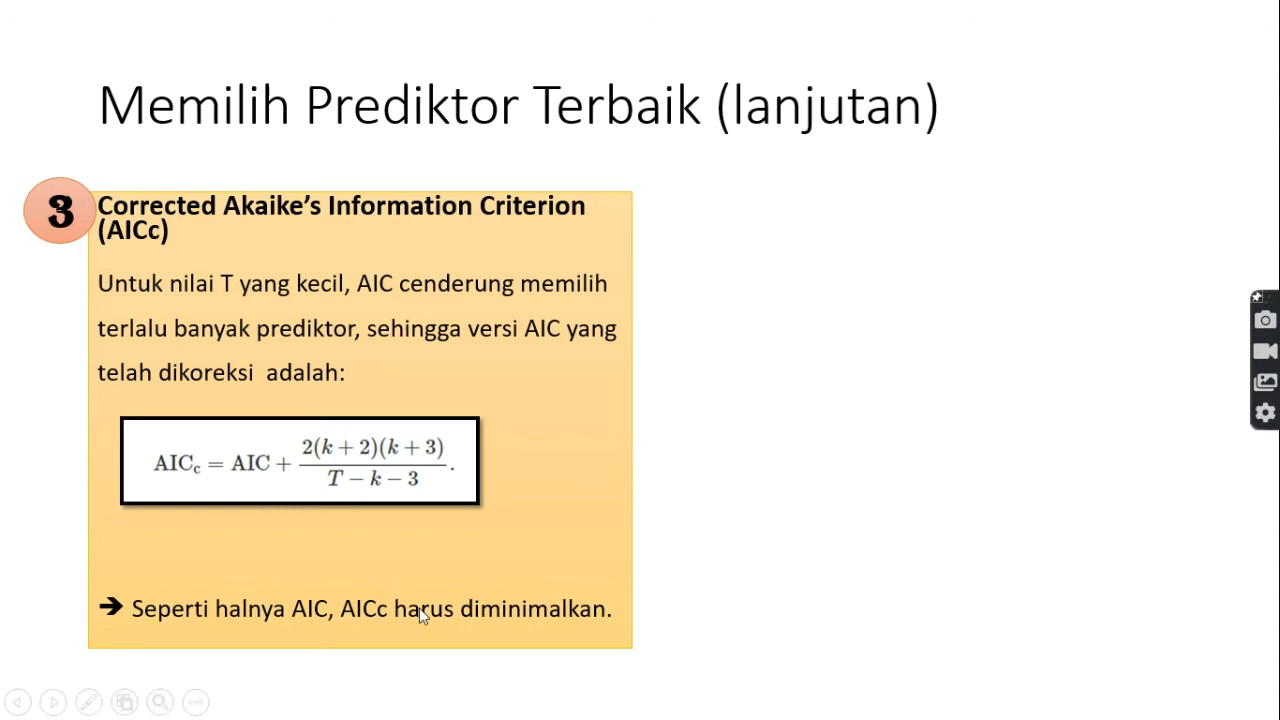 Memilih Prediktor Terbaik (lanjutan)
3
Corrected Akaike’s Information Criterion
(AICc)
Untuk nilai T yang kecil, AIC cenderung memilih
terlalu banyak prediktor, sehingga versi AIC yang
telah dikoreksi adalah:
AICc = AIC + 2(k + 2)(k + 3) / T − k − 3 .
➔ Seperti halnya AIC, AICc harus diminimalkan.